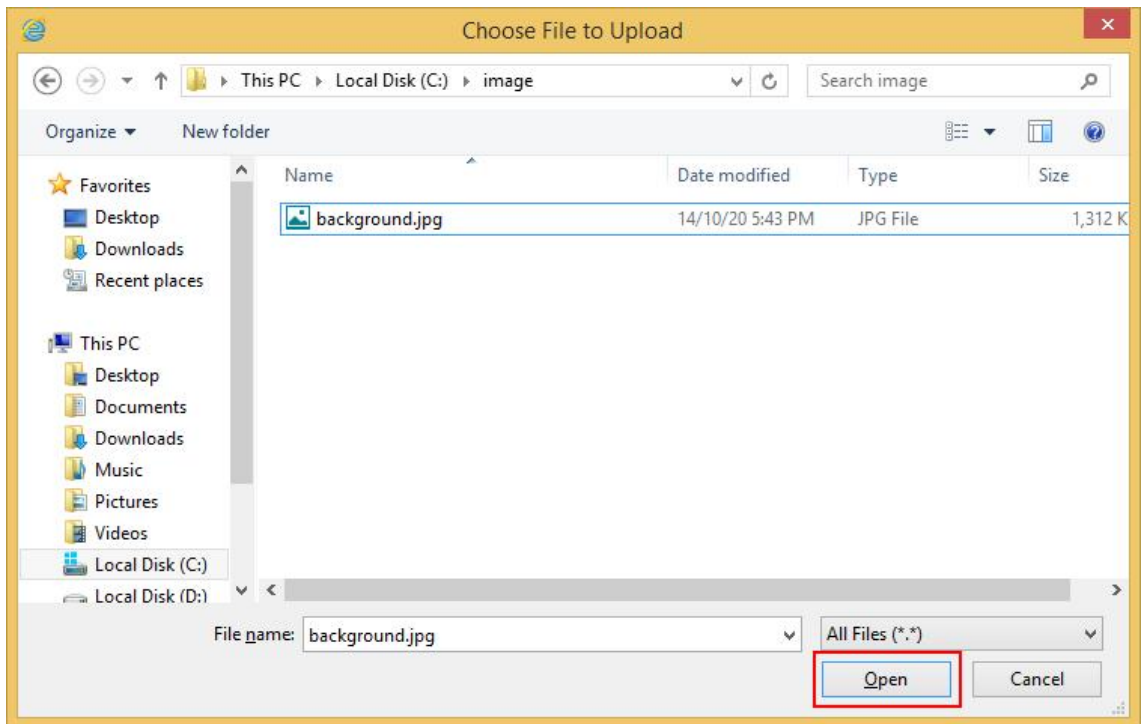 Choose File to Upload
This PC Local Disk (C:) image
Search image
Organize
New folder
Name Date modified Type Size
background.jpg 14/10/20 5:43 PM JPG File 1,312 K
Favorites
Desktop
Downloads
Recent places
This PC
Desktop
Documents
Downloads
Music
Pictures
Videos
Local Disk (C:)
Local Disk (D:)
File name: background.jpg
All Files (*.*)
Open
Cancel